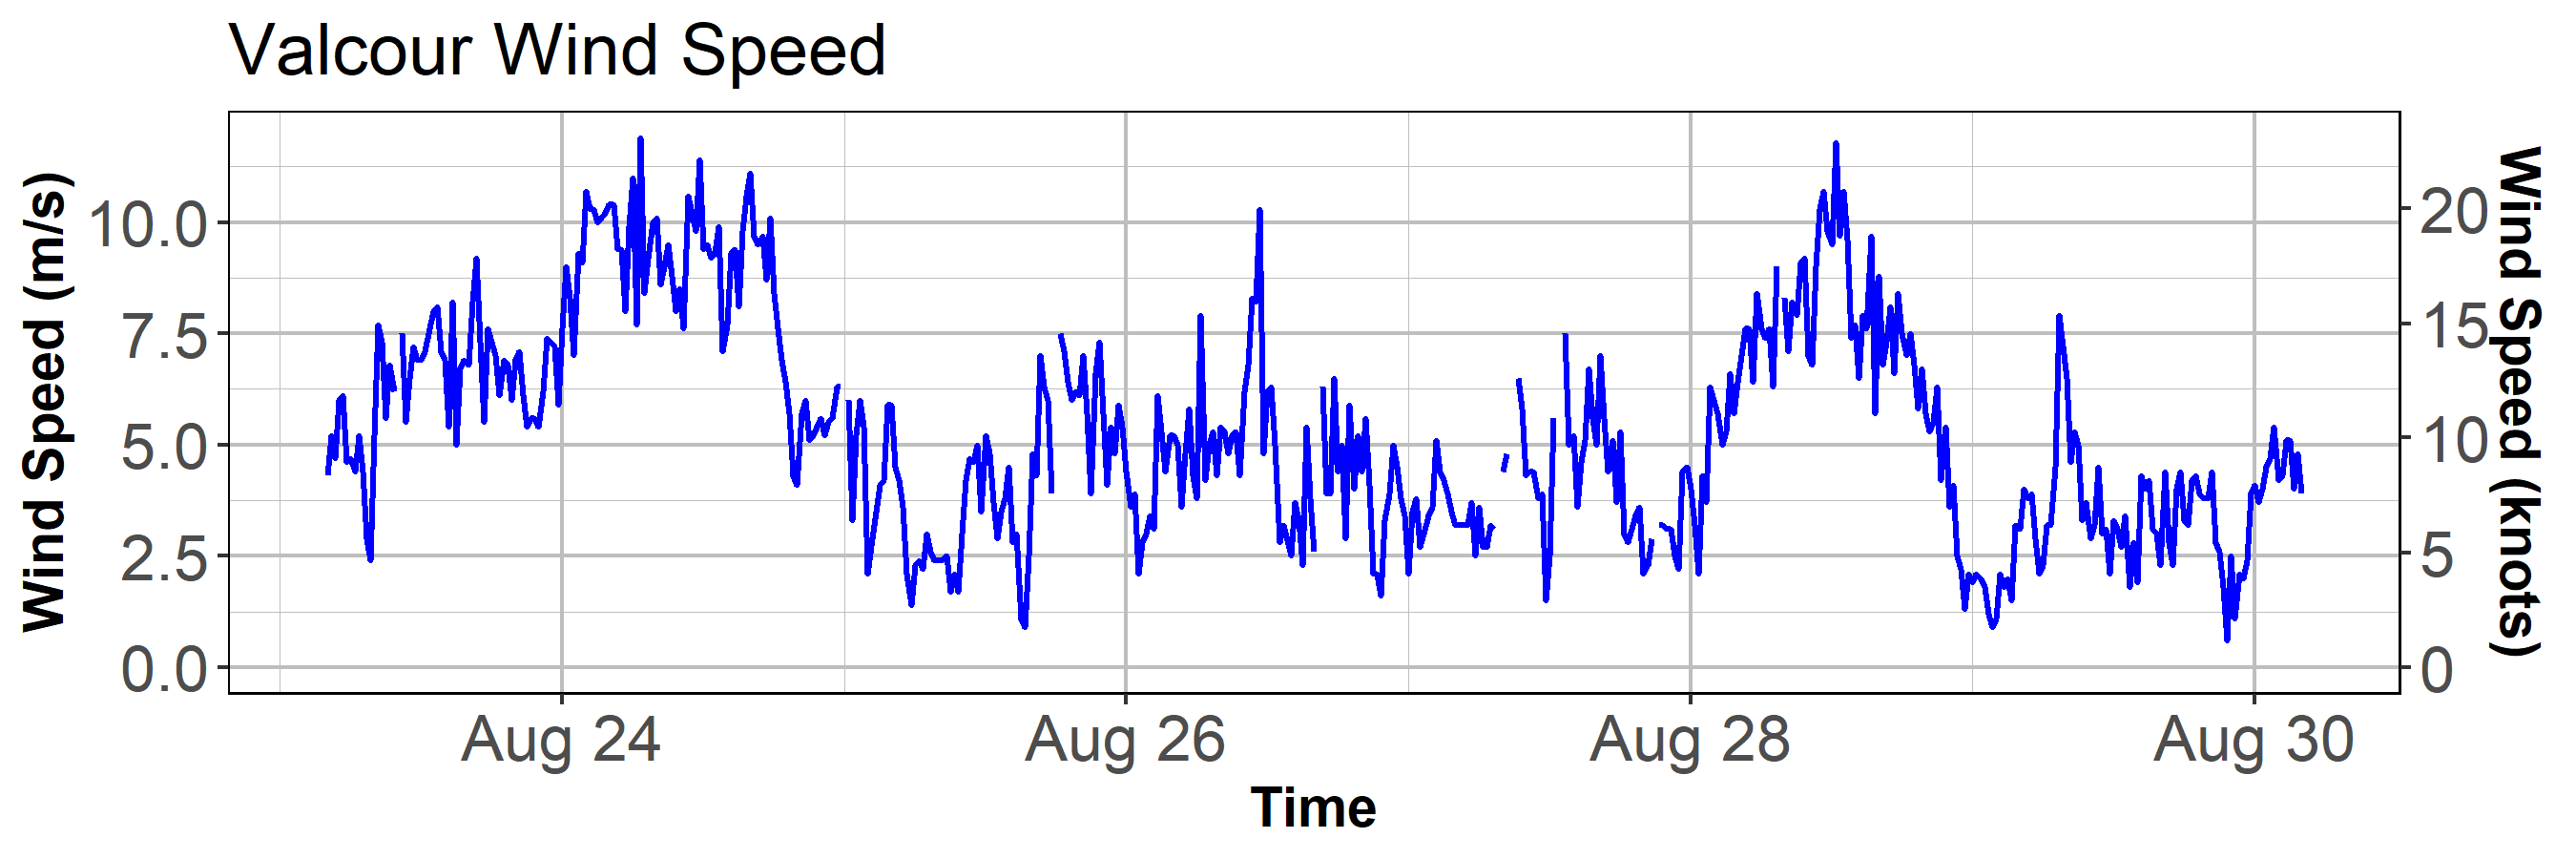 Valcour Wind Speed
Wind Speed (m/s)
10.0
7.5
5.0
2.5
0.0
20
15
10
5
0
Wind Speed (knots)
Aug 24
Aug 26
Aug 28
Aug 30
Time